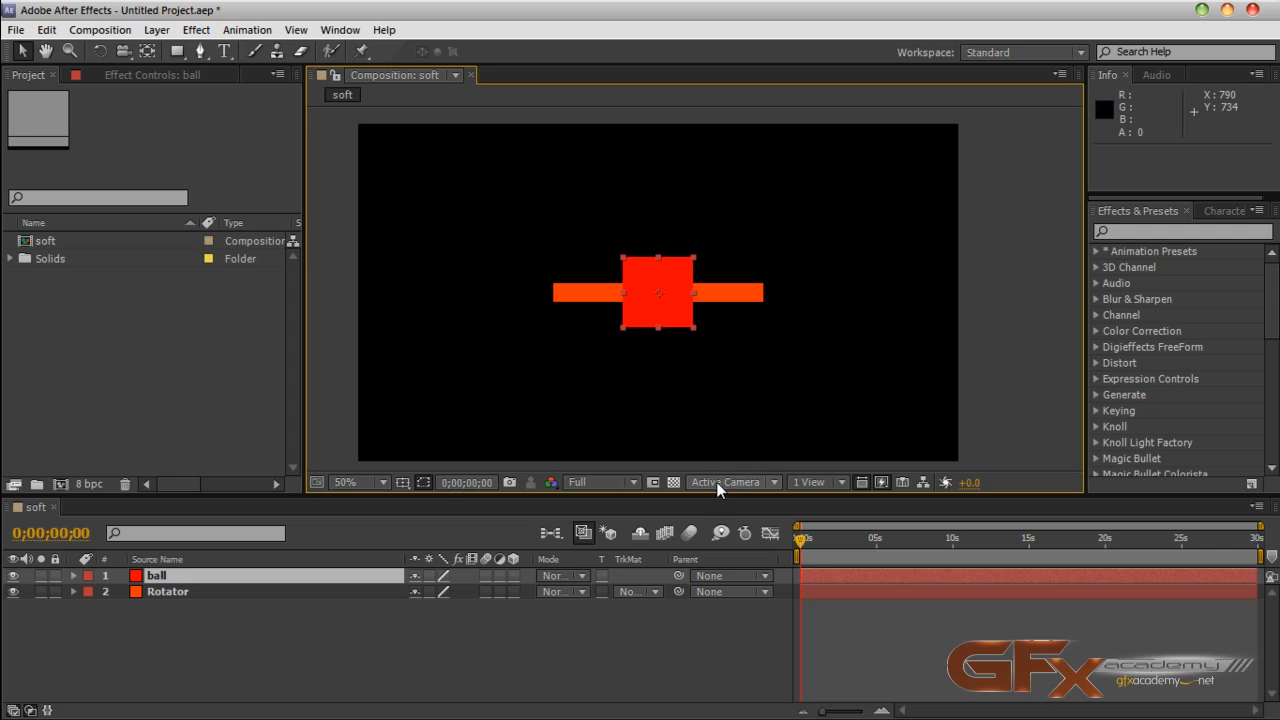 Adobe After Effects - Untitled Project.aep *
File Edit Composition Layer Effect Animation View Window Help
Workspace: Standard Search Help
Project Effect Controls: ball
Composition: soft
Info Audio
soft
R : X : 790
G : Y : 734
B :
A : 0
Effects & Presets Characte
Name Type S
soft Composition
Solids Folder
* Animation Presets
3D Channel
Audio
Blur & Sharpen
Channel
Color Correction
Digieffects FreeForm
Distort
Expression Controls
Generate
Keying
Knoll
Knoll Light Factory
Magic Bullet
Magic Bullet Colorista
8 bpc
50% 0;00;00;00 Full Active Camera 1 View +0.0
soft
0;00;00;00
05s 10s 15s 20s 25s 30s
# Source Name Mode T TrkMat Parent
1 ball Nor... None
2 Rotator Nor... No... None
GFx academy
gfxacademy.net